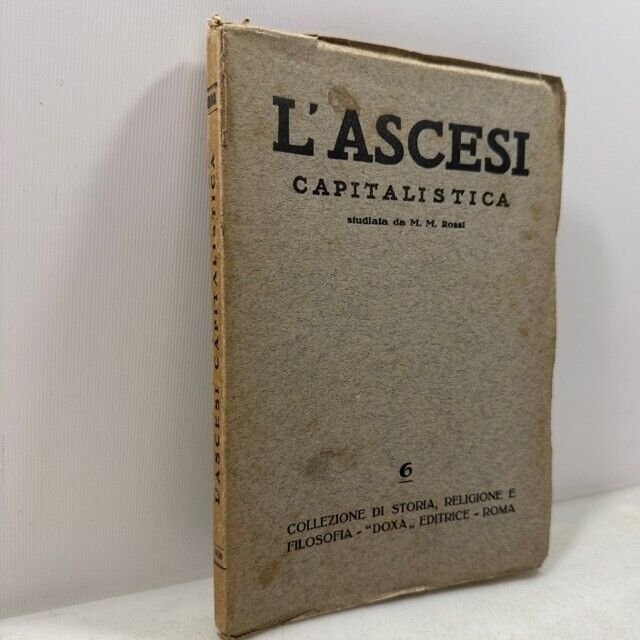 L'ASCESI
CAPITALISTICA
studiata da M. M. Rossi
6
COLLEZIONE DI STORIA, RELIGIONE E
FILOSOFIA - "DOXA„ EDITRICE - ROMA
L'ASCESI CAPITALISTICA